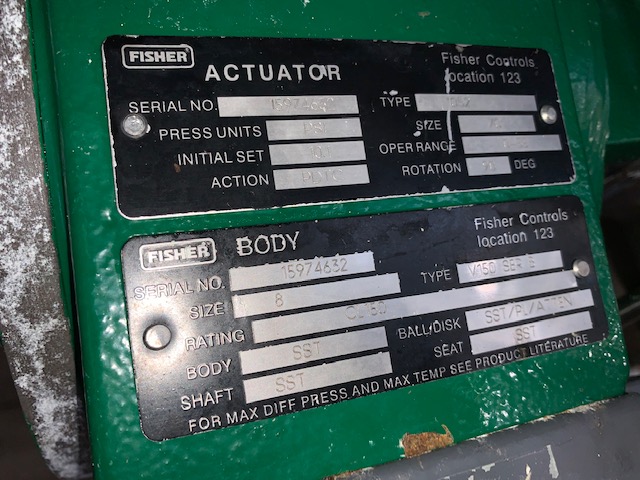 FISHER
ACTUATOR
Fisher Controls
location 123
SERIAL NO. 15974632 TYPE
PRESS UNITS PSI SIZE
INITIAL SET OPER RANGE
ACTION ROTATION DEG
FISHER BODY
Fisher Controls
location 123
SERIAL NO. 15974632 TYPE V150 SERIES
SIZE 8
RATING
BODY SST BALL/DISK SST/PL/ATTEN
SHAFT SST SEAT SST
FOR MAX DIFF PRESS AND MAX TEMP SEE PRODUCT LITERATURE